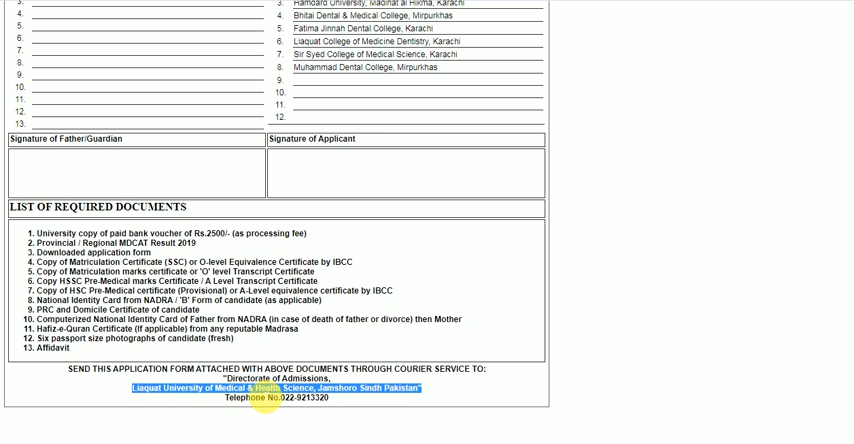 3.
4.
5.
6.
7.
8.
9.
10.
11.
12.
13.
3. Hamdard University, Madinat al Hikma, Karachi
4. Bhitai Dental & Medical College, Mirpurkhas
5. Fatima Jinnah Dental College, Karachi
6. Liaquat College of Medicine Dentistry, Karachi
7. Sir Syed College of Medical Science, Karachi
8. Muhammad Dental College, Mirpurkhas
9.
10.
11.
12.
Signature of Father/Guardian
Signature of Applicant
LIST OF REQUIRED DOCUMENTS
1. University copy of paid bank voucher of Rs.2500/- (as processing fee)
2. Provincial / Regional MDCAT Result 2019
3. Downloaded application form
4. Copy of Matriculation Certificate (SSC) or O-level Equivalence Certificate by IBCC
5. Copy of Matriculation marks certificate or 'O' level Transcript Certificate
6. Copy HSSC Pre-Medical marks Certificate / A Level Transcript Certificate
7. Copy of HSC Pre-Medical certificate (Provisional) or A-Level equivalence certificate by IBCC
8. National Identity Card from NADRA / 'B' Form of candidate (as applicable)
9. PRC and Domicile Certificate of candidate
10. Computerized National Identity Card of Father from NADRA (in case of death of father or divorce) then Mother
11. Hafiz-e-Quran Certificate (If applicable) from any reputable Madrasa
12. Six passport size photographs of candidate (fresh)
13. Affidavit
SEND THIS APPLICATION FORM ATTACHED WITH ABOVE DOCUMENTS THROUGH COURIER SERVICE TO:
"Directorate of Admissions,
Liaquat University of Medical & Health Science, Jamshoro Sindh Pakistan"
Telephone No.022-9213320